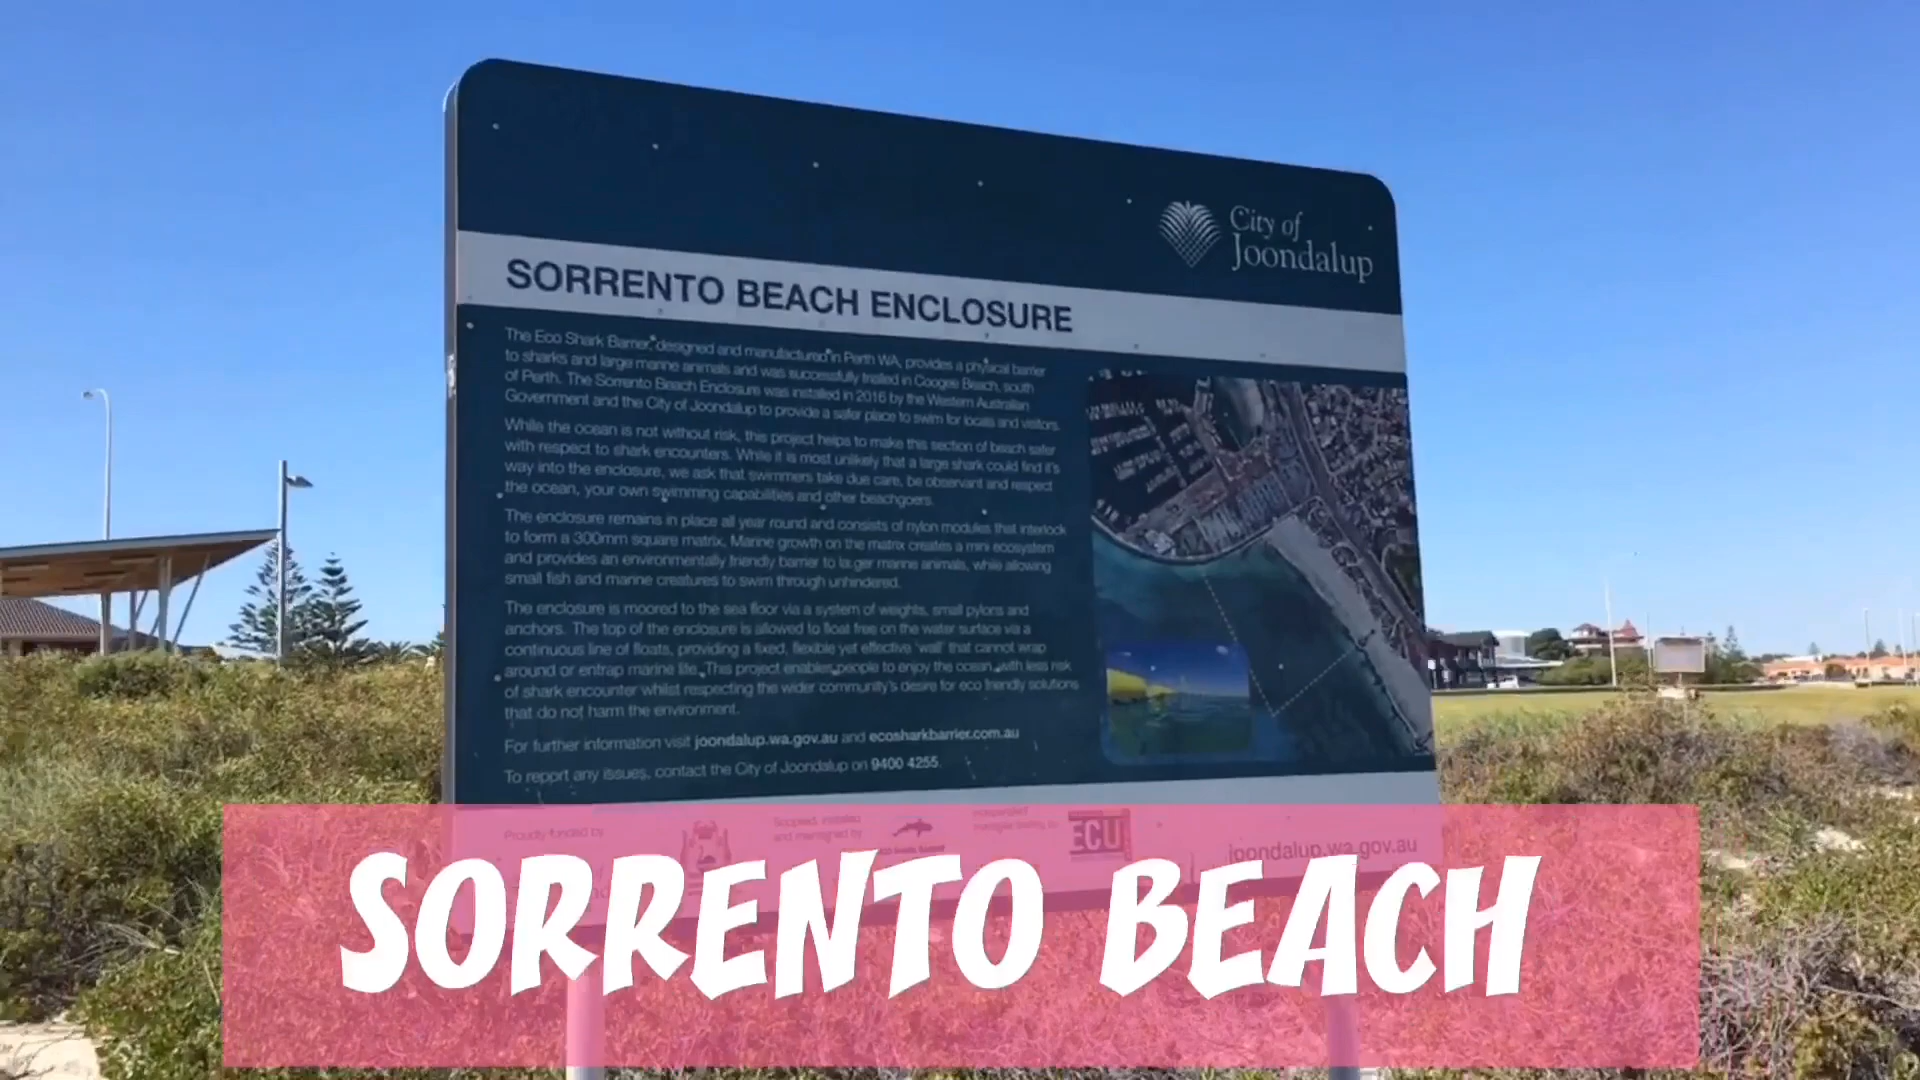 City of
Joondalup
SORRENTO BEACH ENCLOSURE
The Eco Shark Barrier, designed and manufactured in Perth WA, provides a physical barrier
to sharks and large marine animals and was successfully trialled in Coogee Beach, south
of Perth. The Sorrento Beach Enclosure was installed in 2016 by the Western Australian
Government and the City of Joondalup to provide a safer place to swim for locals and visitors.
While the ocean is not without risk, this project helps to make this section of beach safer
with respect to shark encounters. While it is most unlikely that a large shark could find it's
way into the enclosure, we ask that swimmers take due care, be observant and respect
the ocean, your own swimming capabilities and other beachgoers.
The enclosure remains in place all year round and consists of nylon modules that interlock
to form a 300mm square matrix. Marine growth on the matrix creates a mini ecosystem
and provides an environmentally friendly barrier to larger marine animals, while allowing
small fish and marine creatures to swim through unhindered.
The enclosure is moored to the sea floor via a system of weights, small pylons and
anchors. The top of the enclosure is allowed to float free on the water surface via a
continuous line of floats, providing a fixed, flexible yet effective 'wall' that cannot wrap
around or entrap marine life. This project enables people to enjoy the ocean with less risk
of shark encounter whilst respecting the wider community's desire for eco friendly solutions
that do not harm the environment.
For further information visit joondalup.wa.gov.au and ecosharkbarrier.com.au
To report any issues, contact the City of Joondalup on 9400 4255.
Proudly funded by
Supplied, installed
and maintained by
ECU
joondalup.wa.gov.au
SORRENTO BEACH